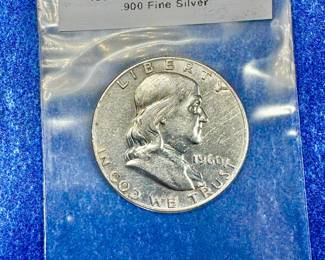 .900 Fine Silver
LIBERTY
1960
IN GOD WE TRUST